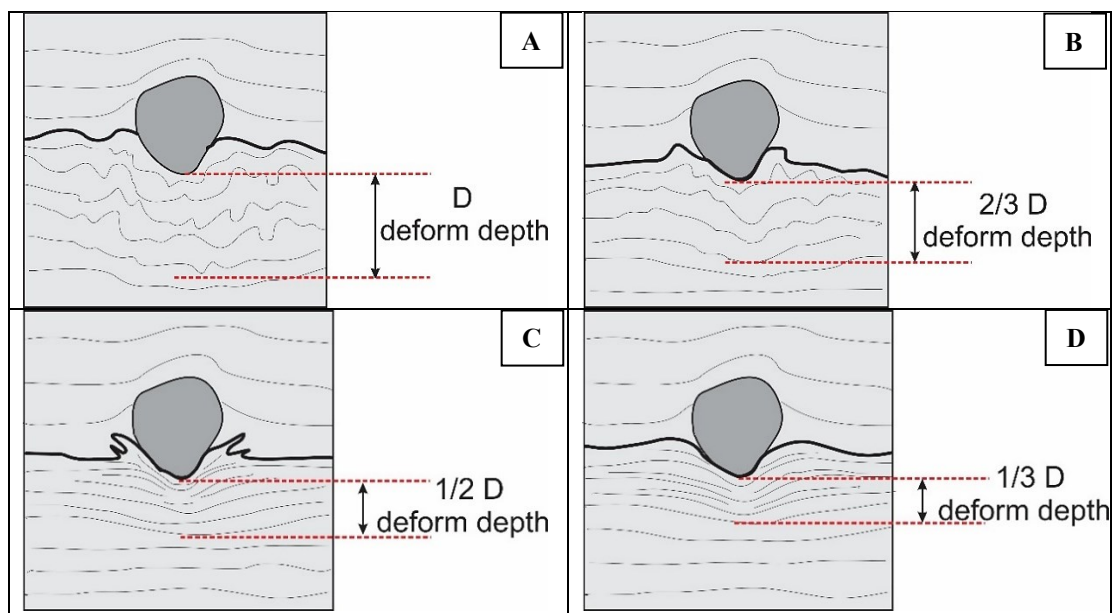 A
D
deform depth
B
2/3 D
deform depth
C
1/2 D
deform depth
D
1/3 D
deform depth